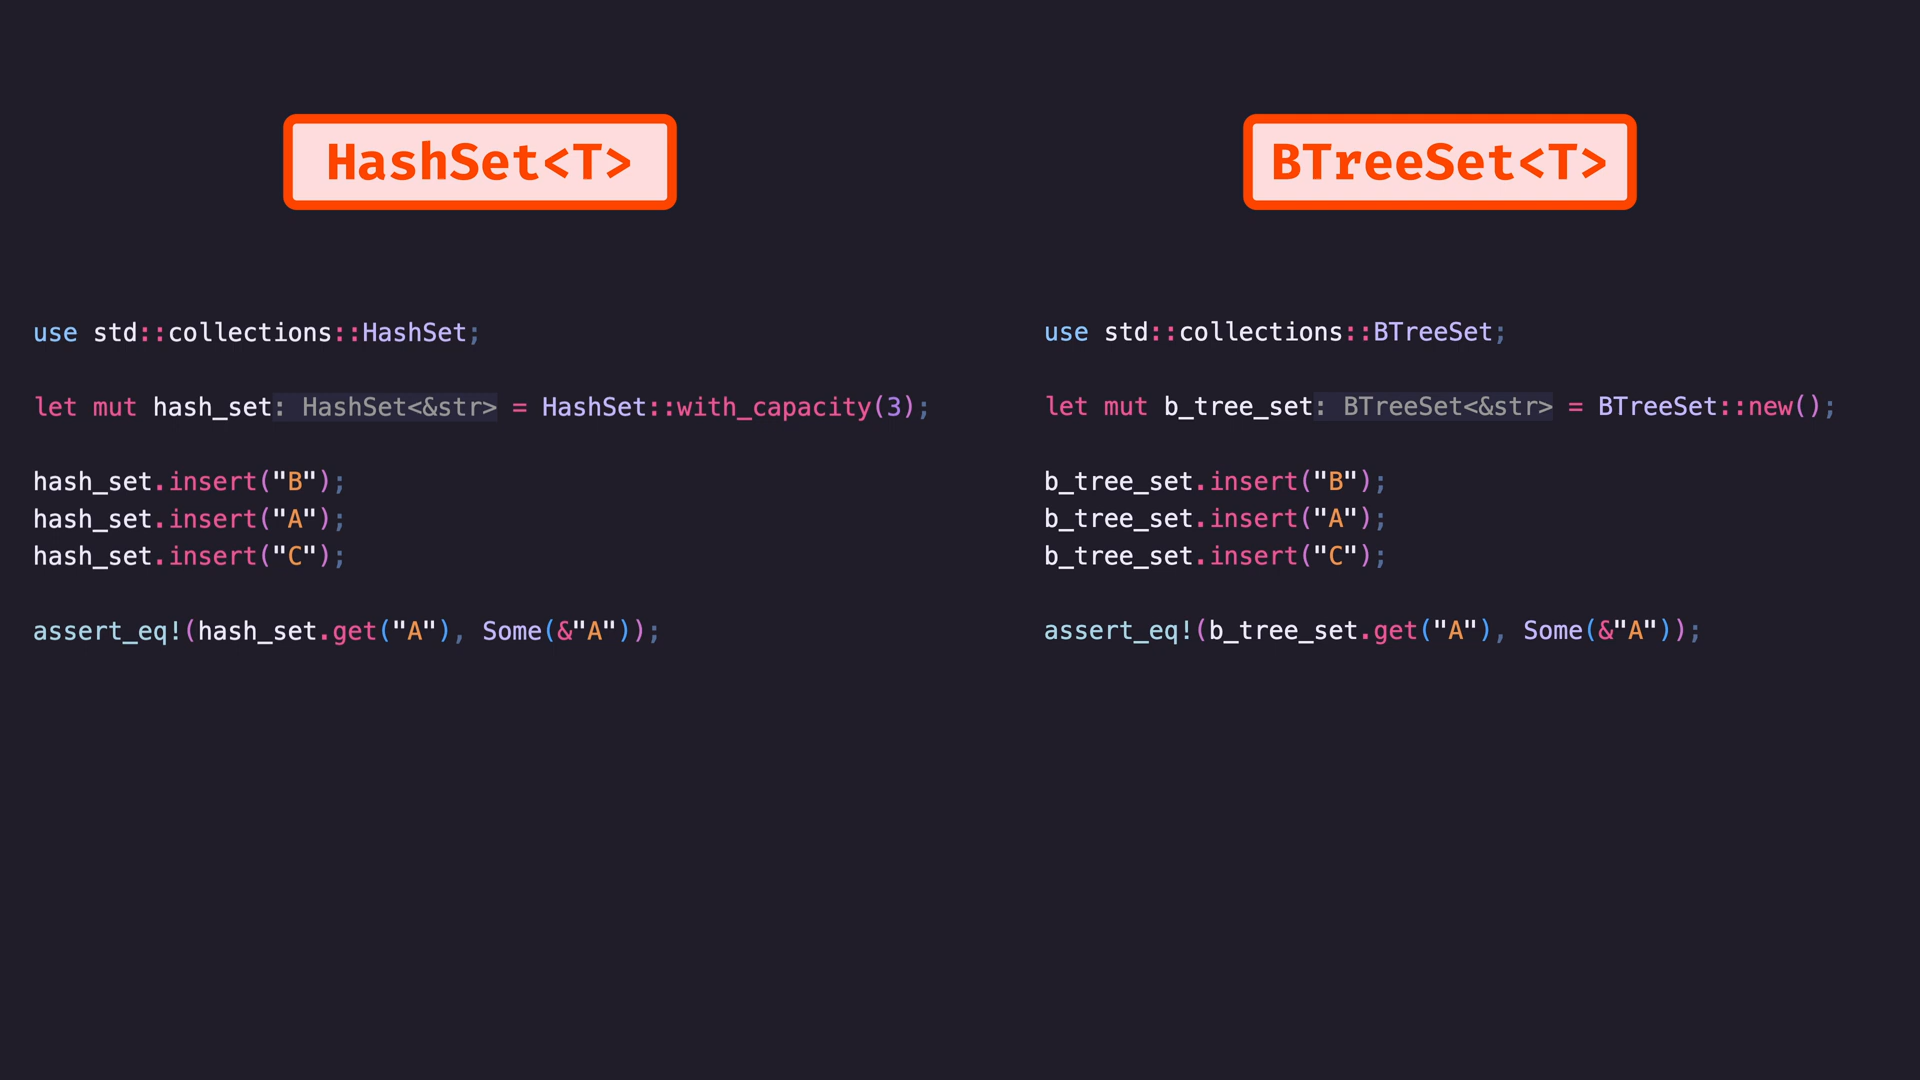 HashSet<T>
use std::collections::HashSet;
let mut hash_set: HashSet<&str> = HashSet::with_capacity(3);
hash_set.insert("B");
hash_set.insert("A");
hash_set.insert("C");
assert_eq!(hash_set.get("A"), Some(&"A"));
BTreeSet<T>
use std::collections::BTreeSet;
let mut b_tree_set: BTreeSet<&str> = BTreeSet::new();
b_tree_set.insert("B");
b_tree_set.insert("A");
b_tree_set.insert("C");
assert_eq!(b_tree_set.get("A"), Some(&"A"));